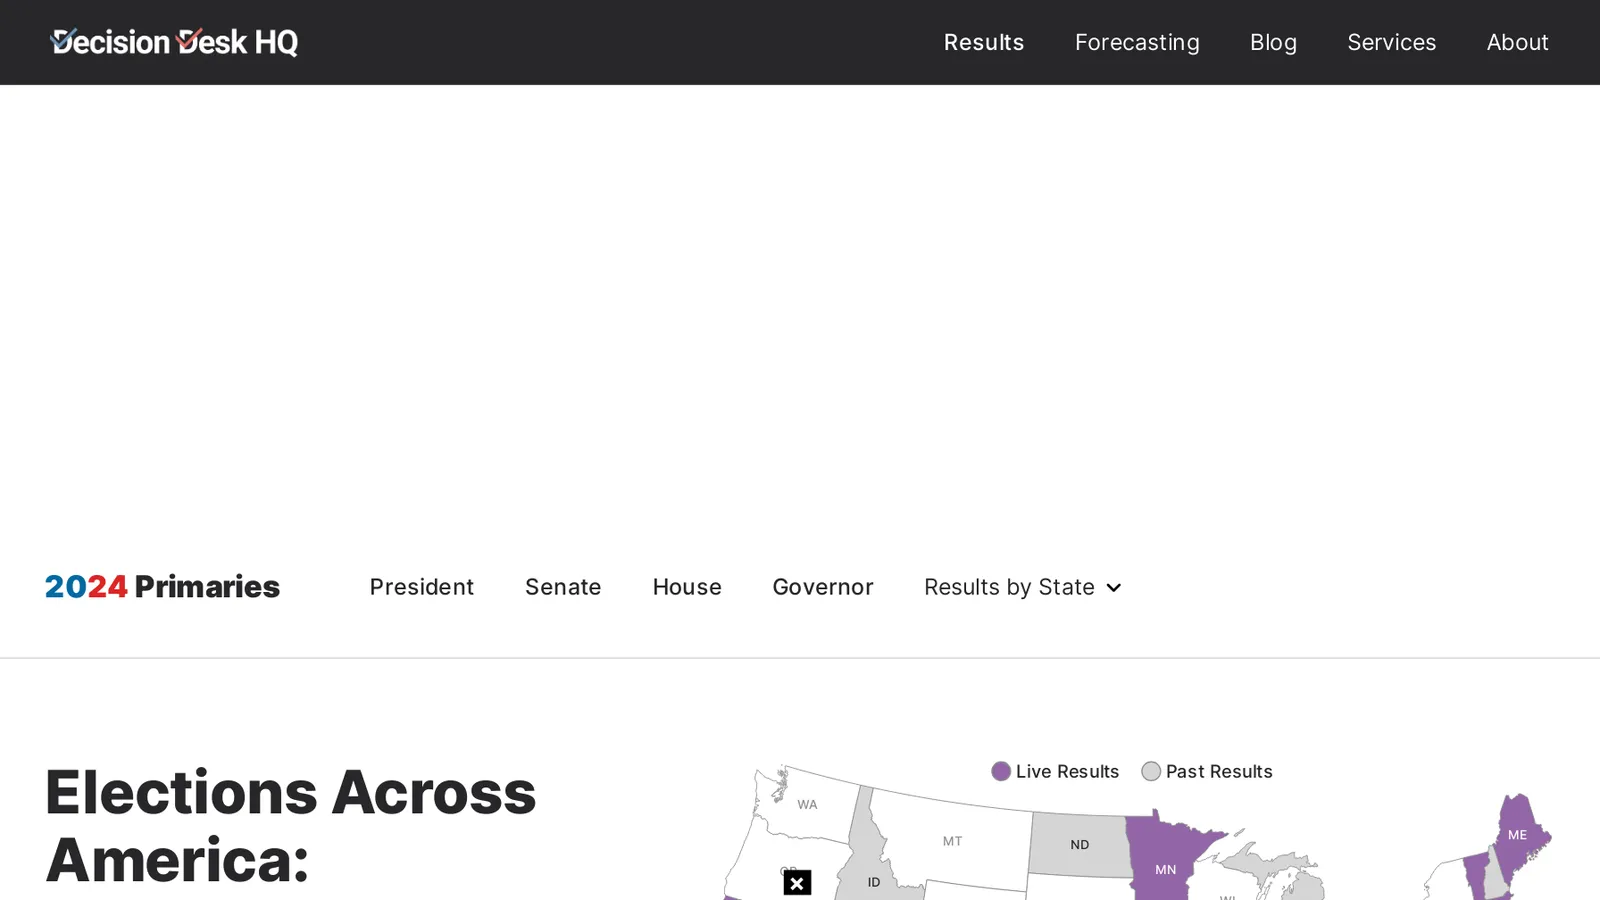 Decision Desk HQ
Results
Forecasting
Blog
Services
About
2024 Primaries
President
Senate
House
Governor
Results by State
Elections Across
America:
Live Results
Past Results
WA
MT
ND
MN
ME
OR
ID
WI